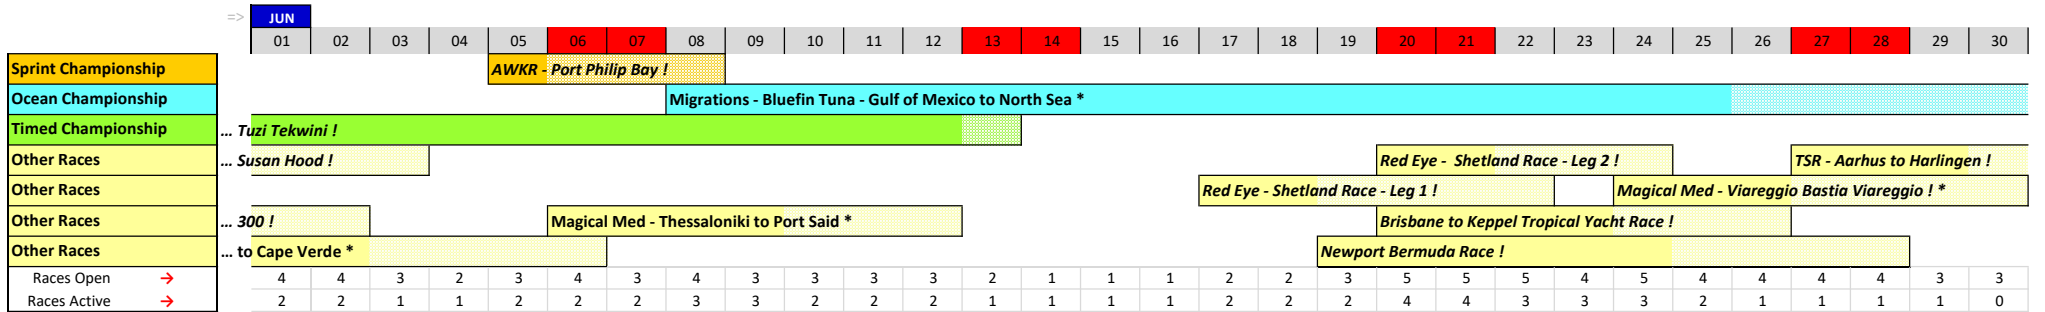 => JUN
01 02 03 04 05 06 07 08 09 10 11 12 13 14 15 16 17 18 19 20 21 22 23 24 25 26 27 28 29 30
Sprint Championship AWKR - Port Philip Bay !
Ocean Championship Migrations - Bluefin Tuna - Gulf of Mexico to North Sea *
Timed Championship ... Tuzi Tekwini !
Other Races ... Susan Hood ! Red Eye - Shetland Race - Leg 2 ! TSR - Aarhus to Harlingen !
Other Races Red Eye - Shetland Race - Leg 1 ! Magical Med - Viareggio Bastia Viareggio ! *
Other Races ... 300 ! Magical Med - Thessaloniki to Port Said * Brisbane to Keppel Tropical Yacht Race !
Other Races ... to Cape Verde * Newport Bermuda Race !
Races Open → 4 4 3 2 3 4 3 4 3 3 3 3 2 1 1 1 2 2 3 5 5 5 4 5 4 4 4 4 3 3
Races Active → 2 2 1 1 2 2 2 3 3 2 2 2 1 1 1 1 2 2 2 4 4 3 3 3 2 1 1 1 1 0